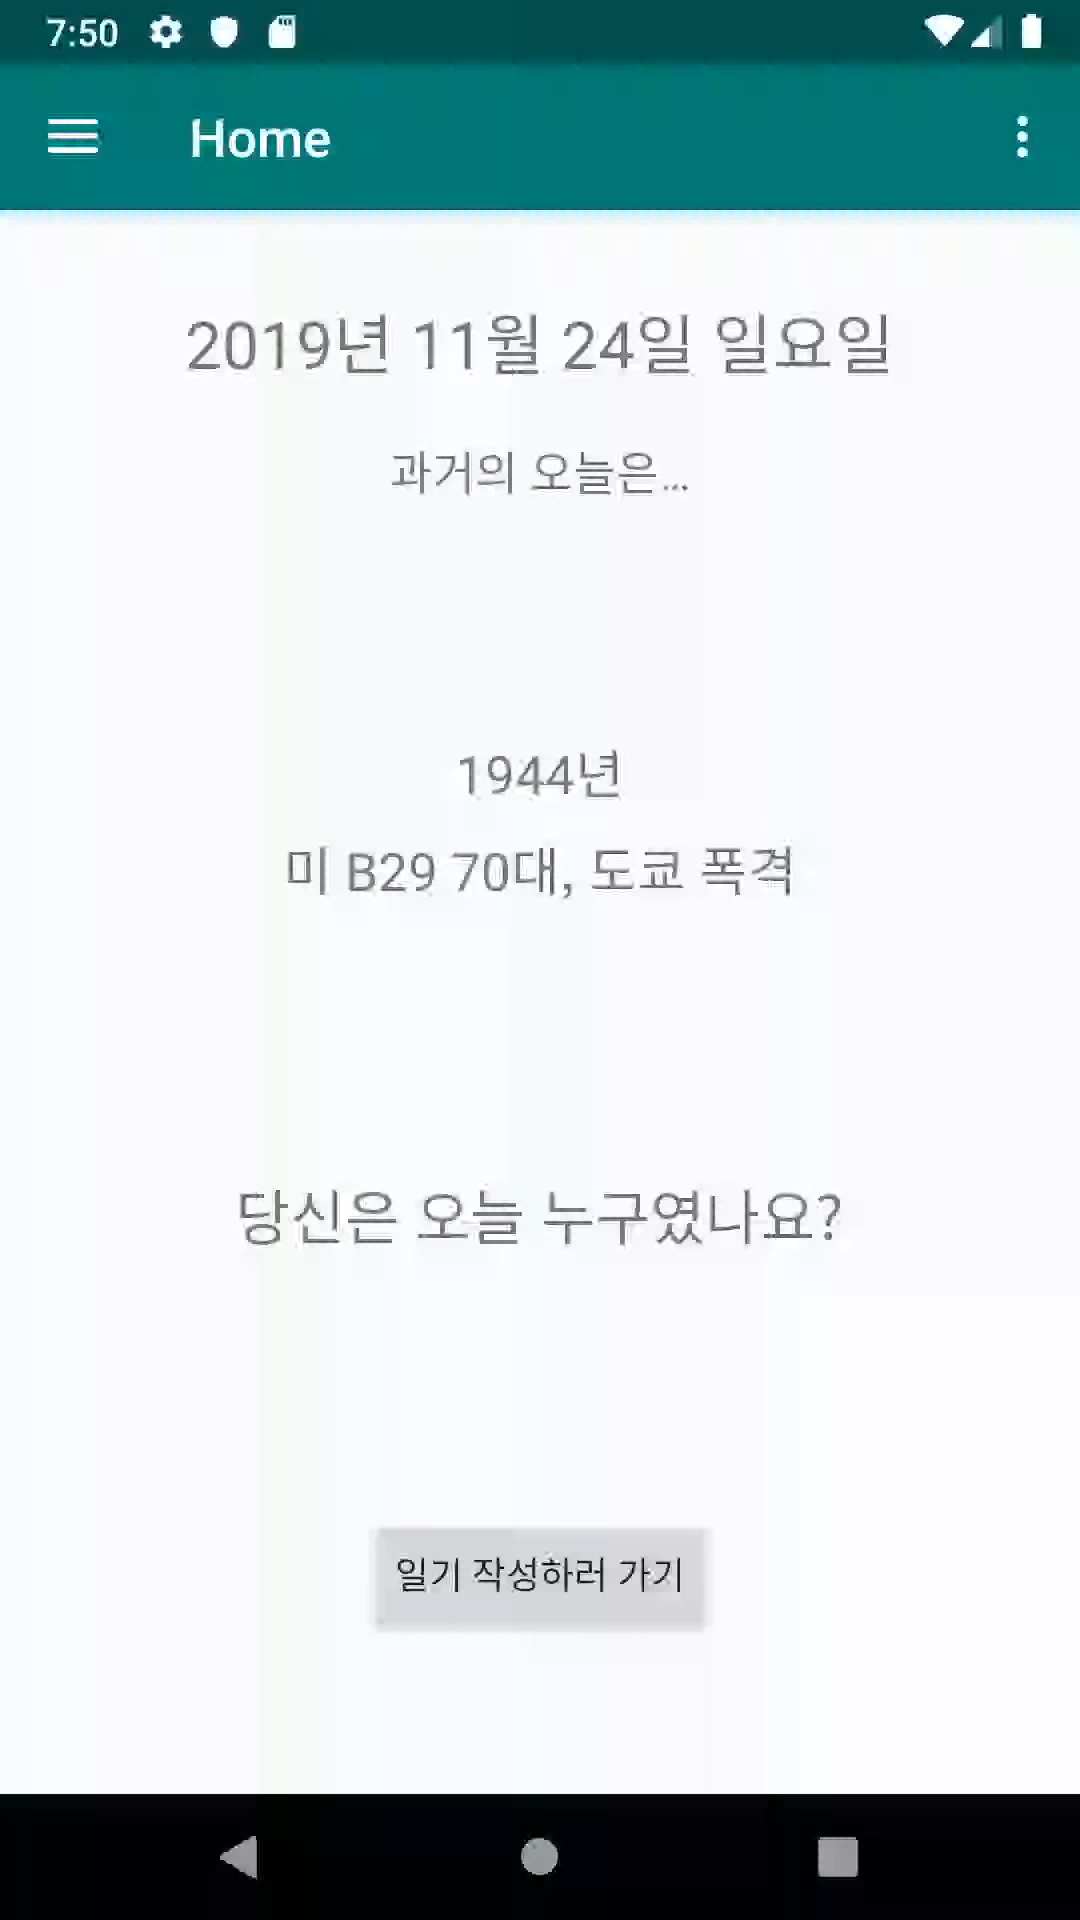 7:50
Home
2019년 11월 24일 일요일
과거의 오늘은...
1944년
미 B29 70대, 도쿄 폭격
당신은 오늘 누구였나요?
일기 작성하러 가기